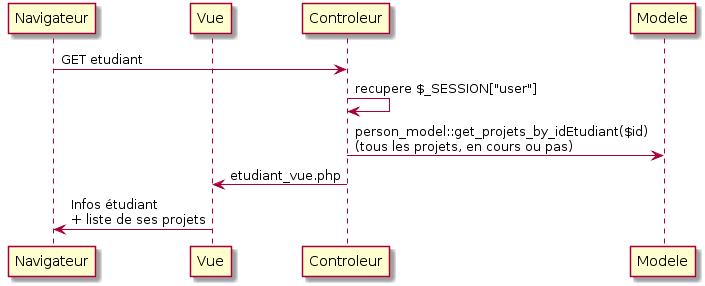 Navigateur
Vue
Controleur
Modele
GET etudiant
recupere $_SESSION["user"]
person_model::get_projets_by_idEtudiant($id)
(tous les projets, en cours ou pas)
etudiant_vue.php
Infos étudiant
+ liste de ses projets
Navigateur
Vue
Controleur
Modele